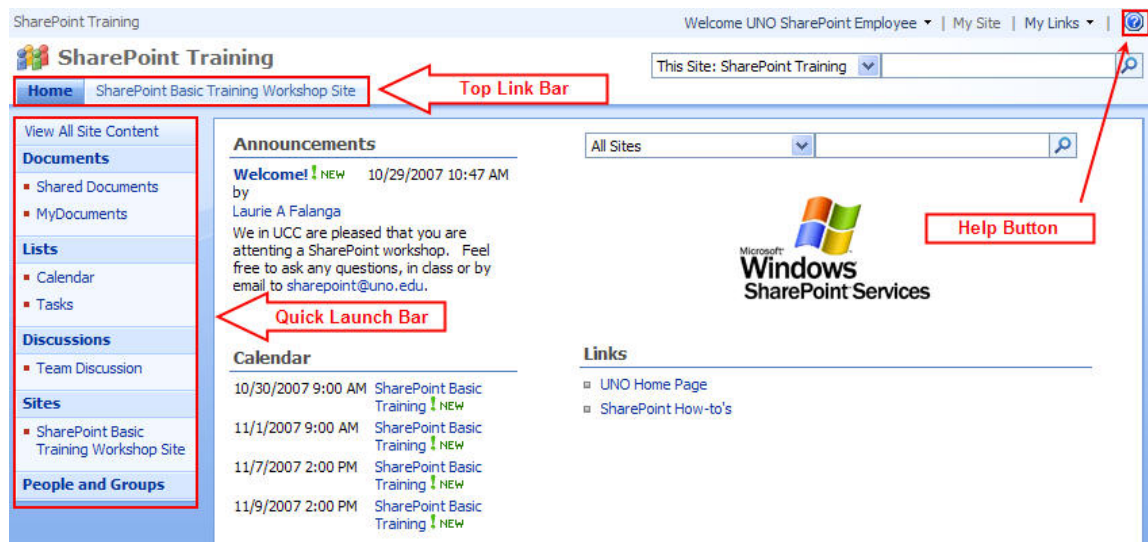 SharePoint Training
Welcome UNO SharePoint Employee | My Site | My Links |
SharePoint Training
This Site: SharePoint Training
Home SharePoint Basic Training Workshop Site
Top Link Bar
View All Site Content
Documents
Shared Documents
MyDocuments
Lists
Calendar
Tasks
Discussions
Team Discussion
Sites
SharePoint Basic
Training Workshop Site
People and Groups
Quick Launch Bar
Announcements
Welcome! NEW 10/29/2007 10:47 AM
by
Laurie A Falanga
We in UCC are pleased that you are
attenting a SharePoint workshop. Feel
free to ask any questions, in class or by
email to sharepoint@uno.edu.
Calendar
10/30/2007 9:00 AM SharePoint Basic
Training ! NEW
11/1/2007 9:00 AM SharePoint Basic
Training ! NEW
11/7/2007 2:00 PM SharePoint Basic
Training ! NEW
11/9/2007 2:00 PM SharePoint Basic
Training ! NEW
All Sites
Help Button
Microsoft
Windows
SharePoint Services
Links
UNO Home Page
SharePoint How-to's